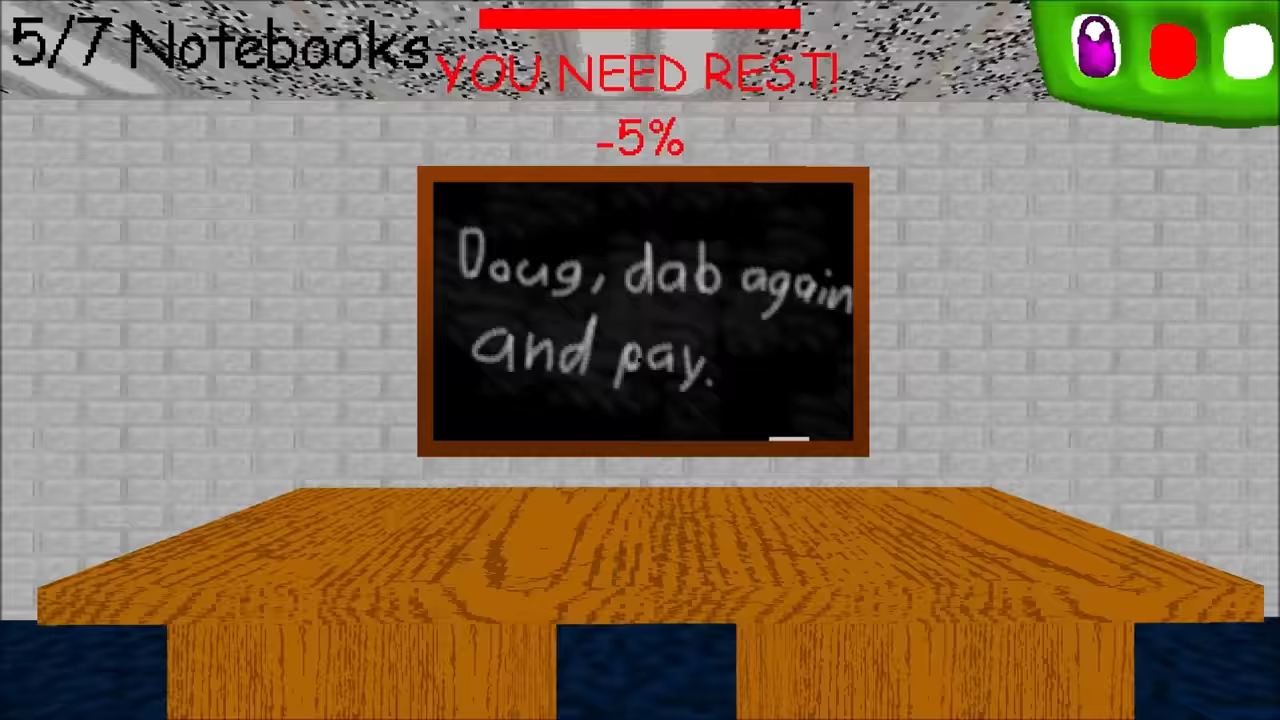 5/7 Notebooks
YOU NEED REST!
-5%
Doug, dab again
and pay.